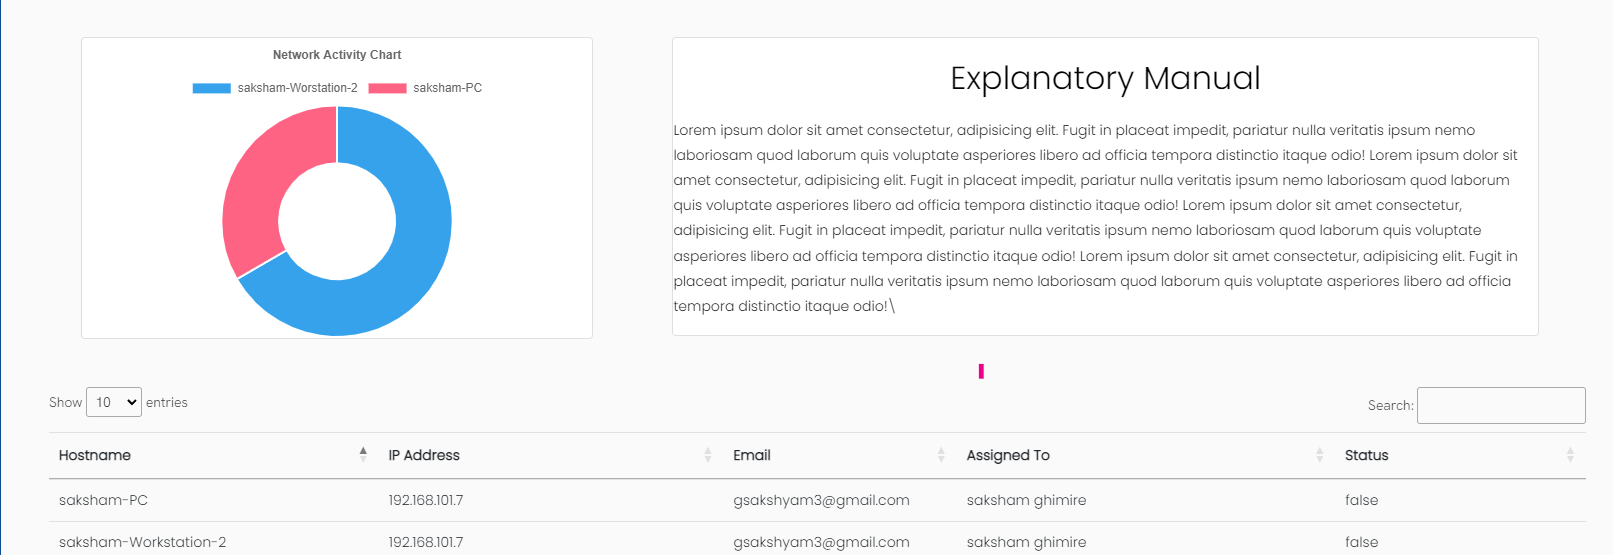 Network Activity Chart
saksham-Worstation-2 saksham-PC
Explanatory Manual
Lorem ipsum dolor sit amet consectetur, adipisicing elit. Fugit in placeat impedit, pariatur nulla veritatis ipsum nemo
laboriosam quod laborum quis voluptate asperiores libero ad officia tempora distinctio itaque odio! Lorem ipsum dolor sit
amet consectetur, adipisicing elit. Fugit in placeat impedit, pariatur nulla veritatis ipsum nemo laboriosam quod laborum
quis voluptate asperiores libero ad officia tempora distinctio itaque odio! Lorem ipsum dolor sit amet consectetur,
adipisicing elit. Fugit in placeat impedit, pariatur nulla veritatis ipsum nemo laboriosam quod laborum quis voluptate
asperiores libero ad officia tempora distinctio itaque odio! Lorem ipsum dolor sit amet consectetur, adipisicing elit. Fugit in
placeat impedit, pariatur nulla veritatis ipsum nemo laboriosam quod laborum quis voluptate asperiores libero ad officia
tempora distinctio itaque odio!\
Show 10 entries Search:
Hostname IP Address Email Assigned To Status
saksham-PC 192.168.101.7 gsakshyam3@gmail.com saksham ghimire false
saksham-Workstation-2 192.168.101.7 gsakshyam3@gmail.com saksham ghimire false